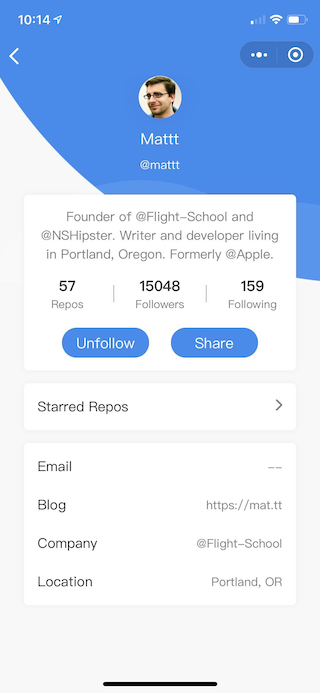 10:14
Mattt
@mattt
Founder of @Flight-School and
@NSHipster. Writer and developer living
in Portland, Oregon. Formerly @Apple.
57 15048 159
Repos Followers Following
Unfollow Share
Starred Repos
Email --
Blog https://mat.tt
Company @Flight-School
Location Portland, OR